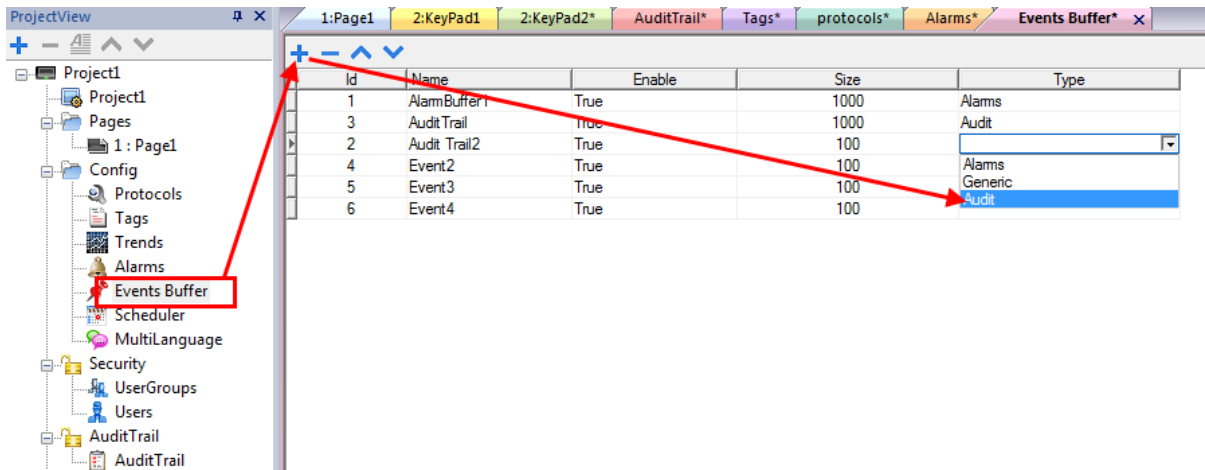 ProjectView
1:Page1 2:KeyPad1 2:KeyPad2* AuditTrail* Tags* protocols* Alarms* Events Buffer* x
Project1
Project1
Pages
1 : Page1
Config
Protocols
Tags
Trends
Alarms
Events Buffer
Scheduler
MultiLanguage
Security
UserGroups
Users
AuditTrail
AuditTrail
Id Name Enable Size Type
1 AlarmBuffer1 True 1000 Alarms
3 AuditTrail True 1000 Audit
2 Audit Trail2 True 100
4 Event2 True 100
5 Event3 True 100
6 Event4 True 100
Alarms
Generic
Audit